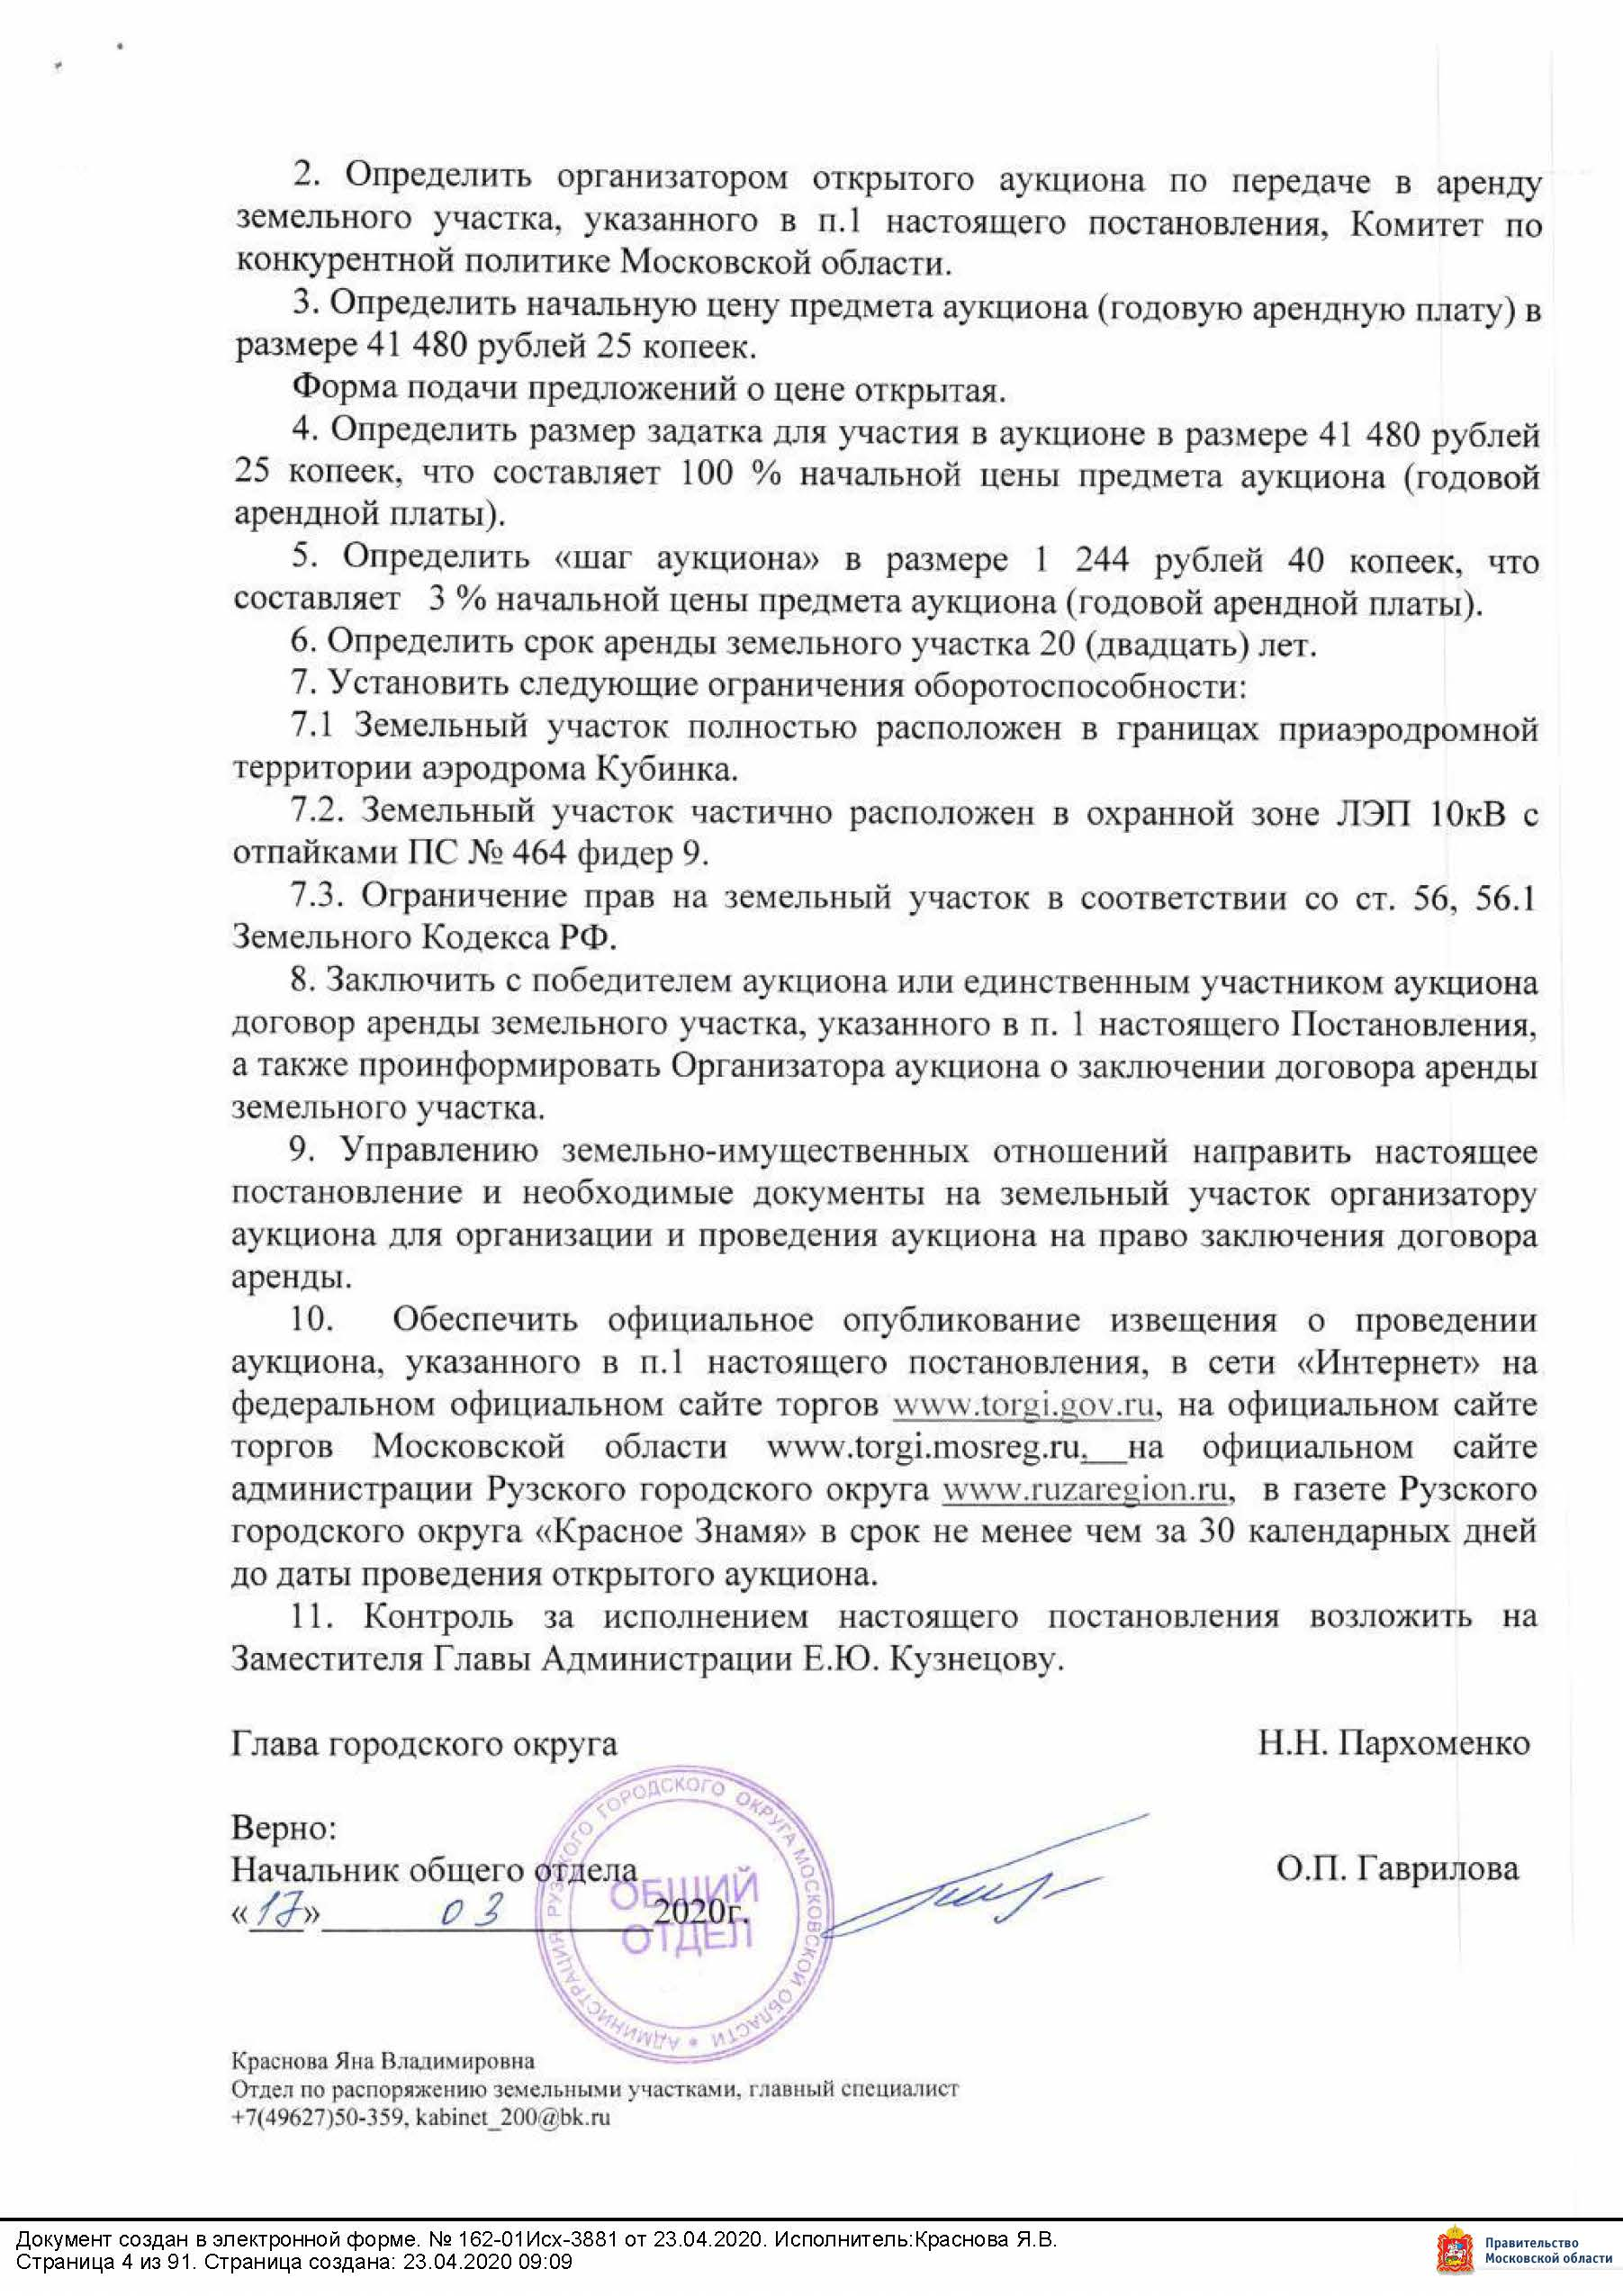 2. Определить организатором открытого аукциона по передаче в аренду
земельного участка, указанного в п.1 настоящего постановления, Комитет по
конкурентной политике Московской области.
3. Определить начальную цену предмета аукциона (годовую арендную плату) в
размере 41 480 рублей 25 копеек.
Форма подачи предложений о цене открытая.
4. Определить размер задатка для участия в аукционе в размере 41 480 рублей
25 копеек, что составляет 100 % начальной цены предмета аукциона (годовой
арендной платы).
5. Определить «шаг аукциона» в размере 1 244 рублей 40 копеек, что
составляет 3 % начальной цены предмета аукциона (годовой арендной платы).
6. Определить срок аренды земельного участка 20 (двадцать) лет.
7. Установить следующие ограничения оборотоспособности:
7.1 Земельный участок полностью расположен в границах приаэродромной
территории аэродрома Кубинка.
7.2. Земельный участок частично расположен в охранной зоне ЛЭП 10кВ с
отпайками ПС № 464 фидер 9.
7.3. Ограничение прав на земельный участок в соответствии со ст. 56, 56.1
Земельного Кодекса РФ.
8. Заключить с победителем аукциона или единственным участником аукциона
договор аренды земельного участка, указанного в п. 1 настоящего Постановления,
а также проинформировать Организатора аукциона о заключении договора аренды
земельного участка.
9. Управлению земельно-имущественных отношений направить настоящее
постановление и необходимые документы на земельный участок организатору
аукциона для организации и проведения аукциона на право заключения договора
аренды.
10. Обеспечить официальное опубликование извещения о проведении
аукциона, указанного в п.1 настоящего постановления, в сети «Интернет» на
федеральном официальном сайте торгов www.torgi.gov.ru, на официальном сайте
торгов Московской области www.torgi.mosreg.ru, на официальном сайте
администрации Рузского городского округа www.ruzaregion.ru, в газете Рузского
городского округа «Красное Знамя» в срок не менее чем за 30 календарных дней
до даты проведения открытого аукциона.
11. Контроль за исполнением настоящего постановления возложить на
Заместителя Главы Администрации Е.Ю. Кузнецову.
Глава городского округа Н.Н. Пархоменко
Верно:
Начальник общего отдела О.П. Гаврилова
«17» 03 2020г.
АДМИНИСТРАЦИЯ РУЗСКОГО ГОРОДСКОГО ОКРУГА МОСКОВСКОЙ ОБЛАСТИ
ОБЩИЙ
ОТДЕЛ
Краснова Яна Владимировна
Отдел по распоряжению земельными участками, главный специалист
+7(49627)50-359, kabinet_200@bk.ru
Документ создан в электронной форме. № 162-01Исх-3881 от 23.04.2020. Исполнитель:Краснова Я.В.
Страница 4 из 91. Страница создана: 23.04.2020 09:09
Правительство
Московской области